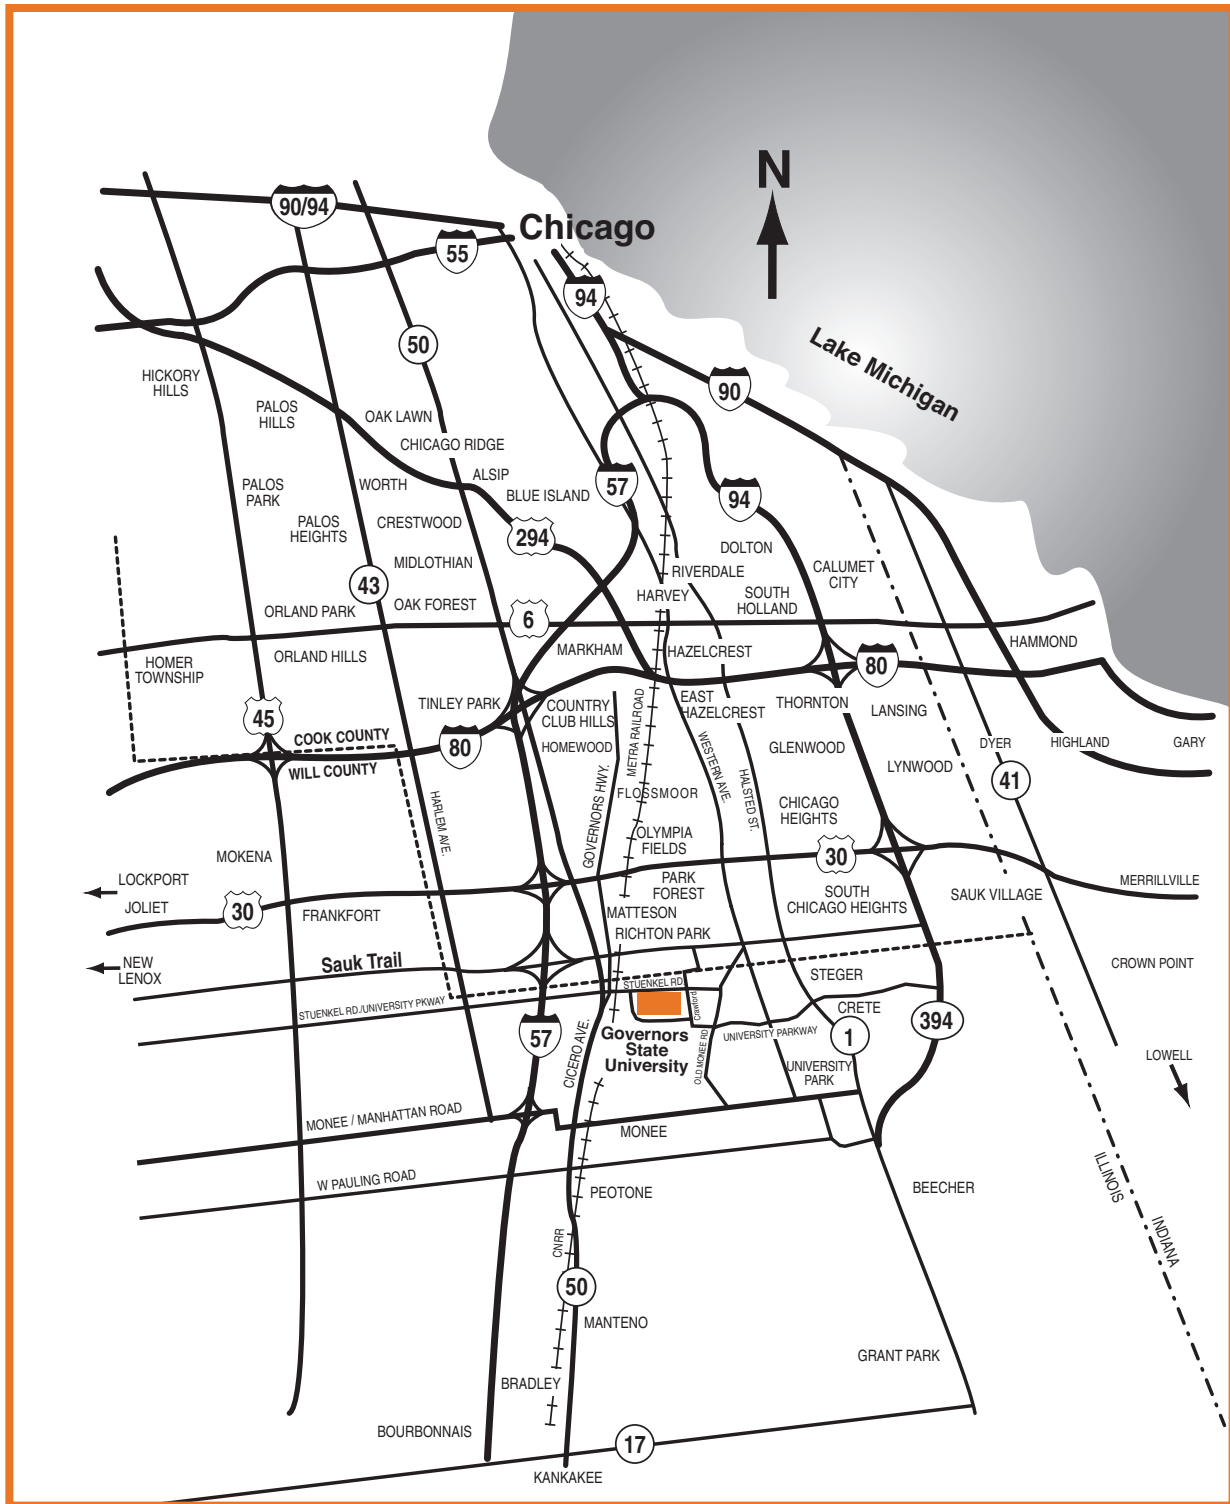 N
90/94
Chicago
55
94
50
Lake Michigan
90
HICKORY
HILLS
PALOS
HILLS
OAK LAWN
CHICAGO RIDGE
ALSIP
PALOS
PARK
WORTH
BLUE ISLAND
57
94
PALOS
HEIGHTS
CRESTWOOD
294
DOLTON
MIDLOTHIAN
RIVERDALE
CALUMET
CITY
43
HARVEY
SOUTH
HOLLAND
ORLAND PARK
OAK FOREST
6
HAMMOND
ORLAND HILLS
MARKHAM
HAZELCREST
HOMER
TOWNSHIP
80
TINLEY PARK
COUNTRY
CLUB HILLS
EAST
HAZELCREST
THORNTON
LANSING
45
COOK COUNTY
80
HOMEWOOD
METRA RAILROAD
WESTERN AVE.
GLENWOOD
DYER
HIGHLAND
GARY
WILL COUNTY
LYNWOOD
41
HARLEM AVE.
GOVERNORS HWY.
FLOSSMOOR
HALSTED ST.
CHICAGO
HEIGHTS
OLYMPIA
FIELDS
30
MOKENA
LOCKPORT
PARK
FOREST
SOUTH
CHICAGO HEIGHTS
SAUK VILLAGE
MERRILLVILLE
JOLIET
30
FRANKFORT
MATTESON
RICHTON PARK
NEW
LENOX
Sauk Trail
STEGER
CROWN POINT
STUENKEL RD.
STUENKEL RD./UNIVERSITY PKWAY
Crawford
CRETE
394
57
CICERO AVE.
Governors
State
University
OLD MONEE RD.
UNIVERSITY PARKWAY
1
LOWELL
UNIVERSITY
PARK
MONEE / MANHATTAN ROAD
MONEE
W PAULING ROAD
PEOTONE
BEECHER
ILLINOIS
INDIANA
CNRR
50
MANTENO
GRANT PARK
BRADLEY
BOURBONNAIS
17
KANKAKEE